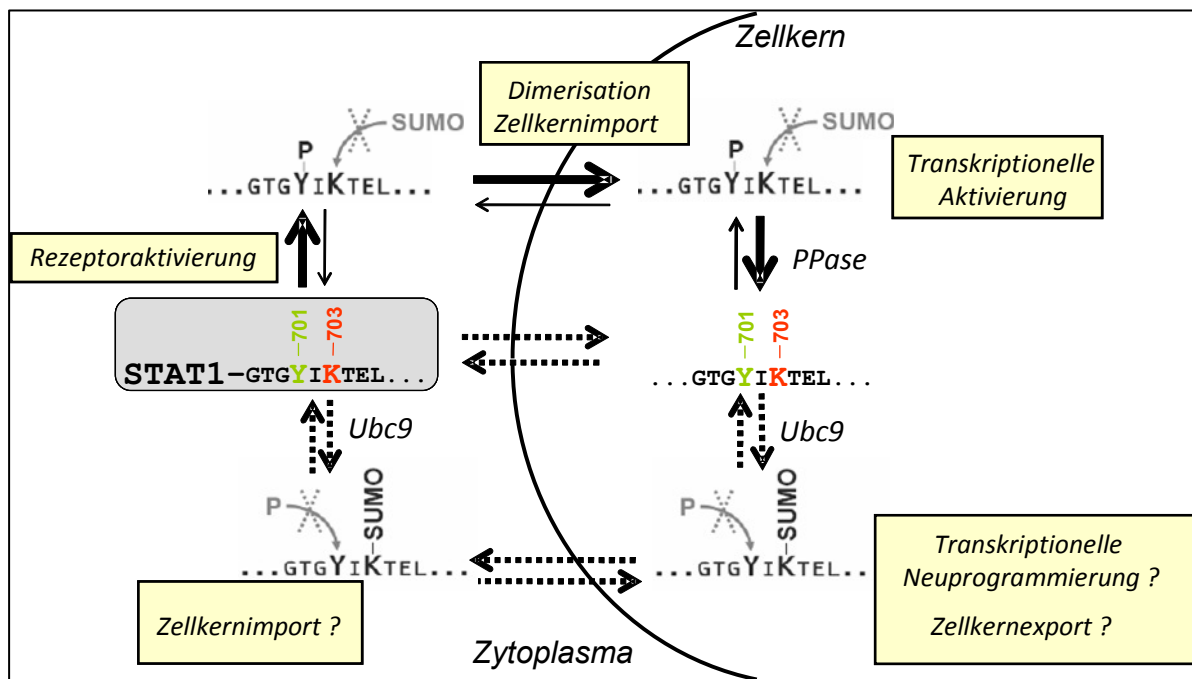 Zellkern
Dimerisation
Zellkernimport
SUMO
P
...GTGYIKTEL...
SUMO
P
...GTGYIKTEL...
Transkriptionelle
Aktivierung
Rezeptoraktivierung
PPase
701
703
STAT1–GTGYIKTEL...
701
703
...GTGYIKTEL...
Ubc9
Ubc9
P
SUMO
...GTGYIKTEL...
P
SUMO
...GTGYIKTEL...
Zellkernimport ?
Transkriptionelle
Neuprogrammierung ?
Zellkernexport ?
Zytoplasma